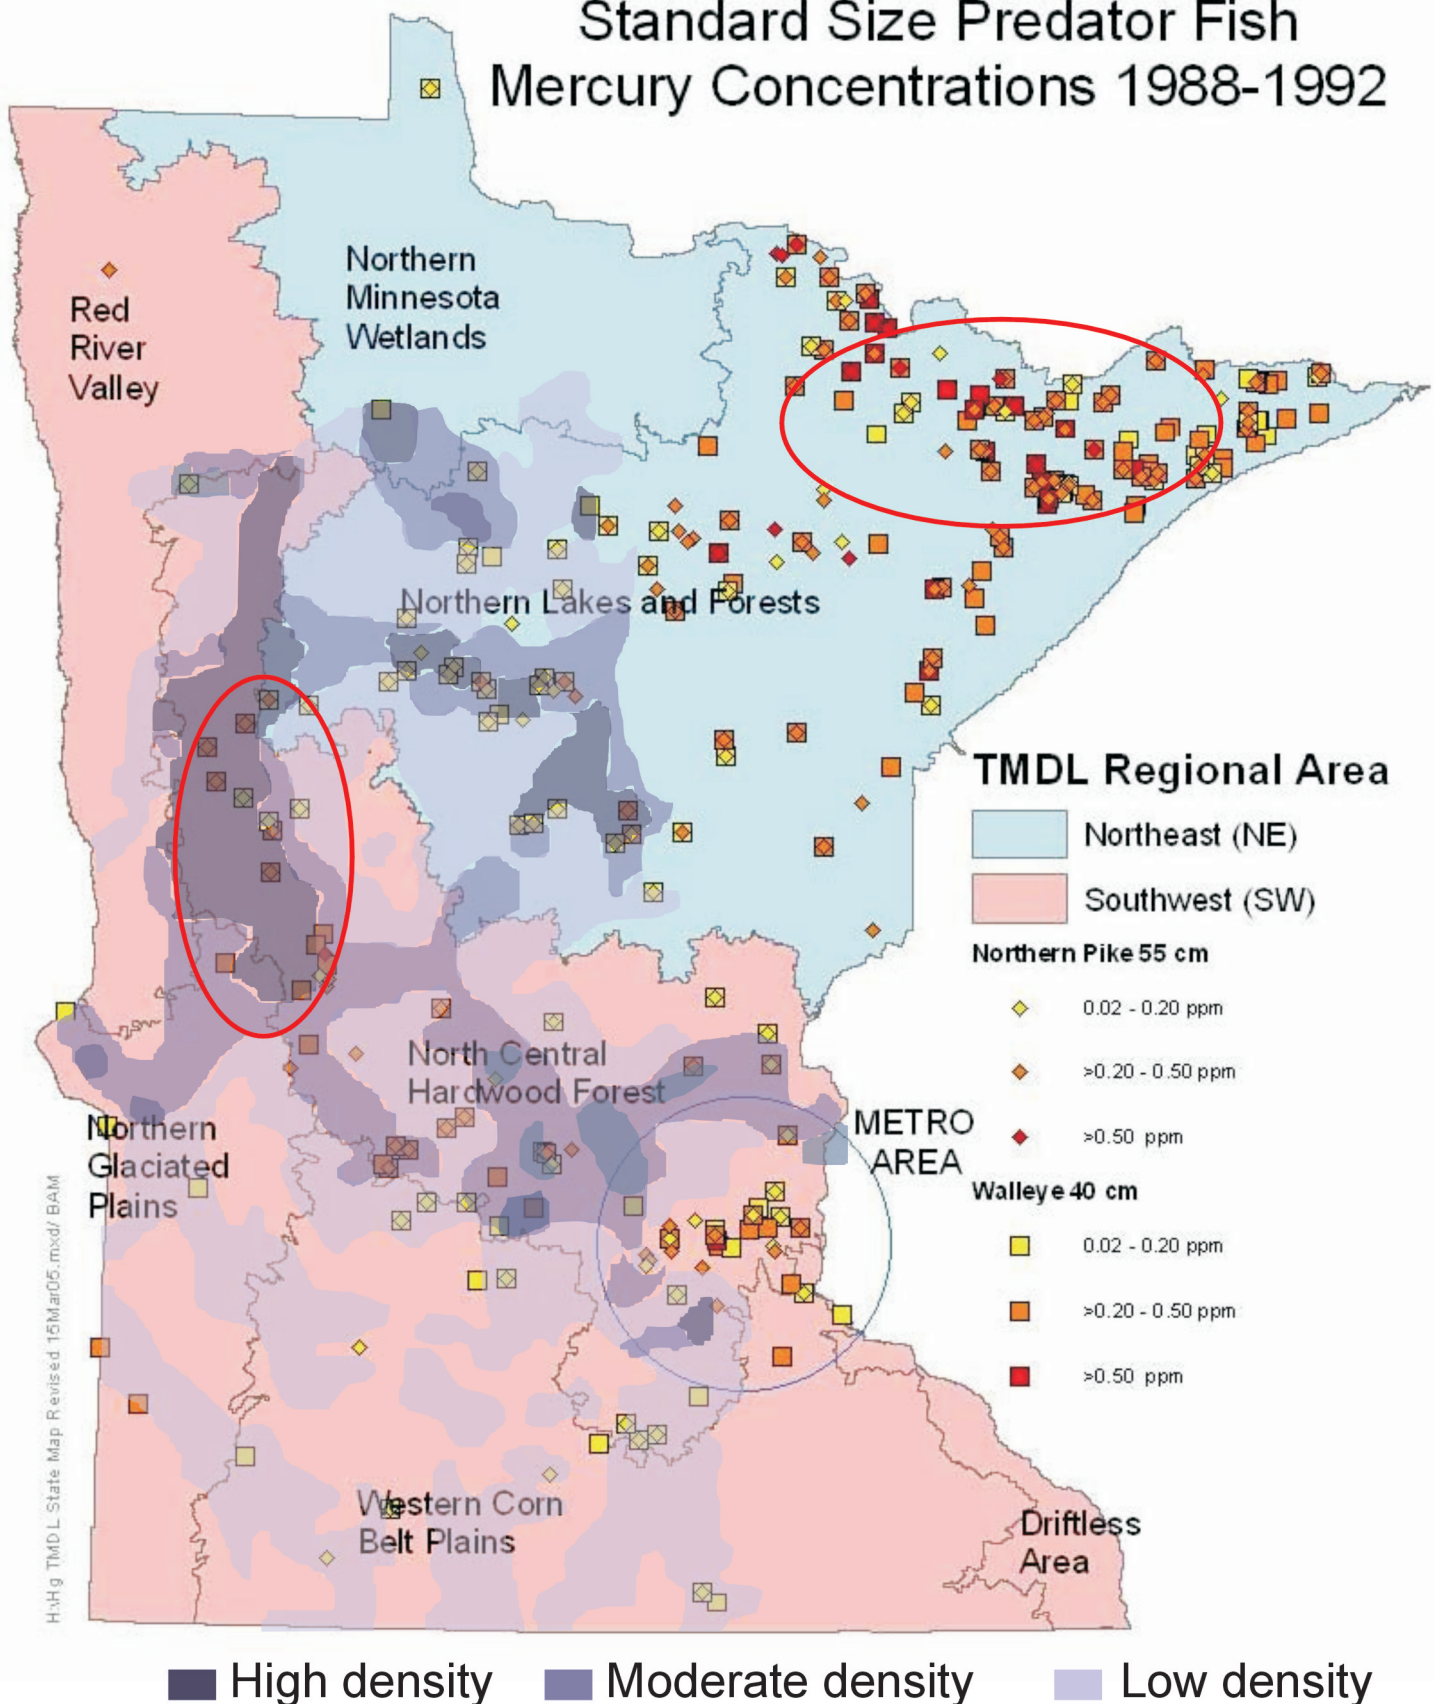 Standard Size Predator Fish
Mercury Concentrations 1988-1992
Northern
Minnesota
Wetlands
Red
River
Valley
Northern Lakes and Forests
TMDL Regional Area
Northeast (NE)
Southwest (SW)
Northern Pike 55 cm
0.02 - 0.20 ppm
>0.20 - 0.50 ppm
>0.50 ppm
Walleye 40 cm
0.02 - 0.20 ppm
>0.20 - 0.50 ppm
>0.50 ppm
North Central
Hardwood Forest
METRO
AREA
Northern
Glaciated
Plains
Western Corn
Belt Plains
Driftless
Area
H:\Hg TMDL State Map Revised 15Mar05.mxd/ BAM
High density
Moderate density
Low density